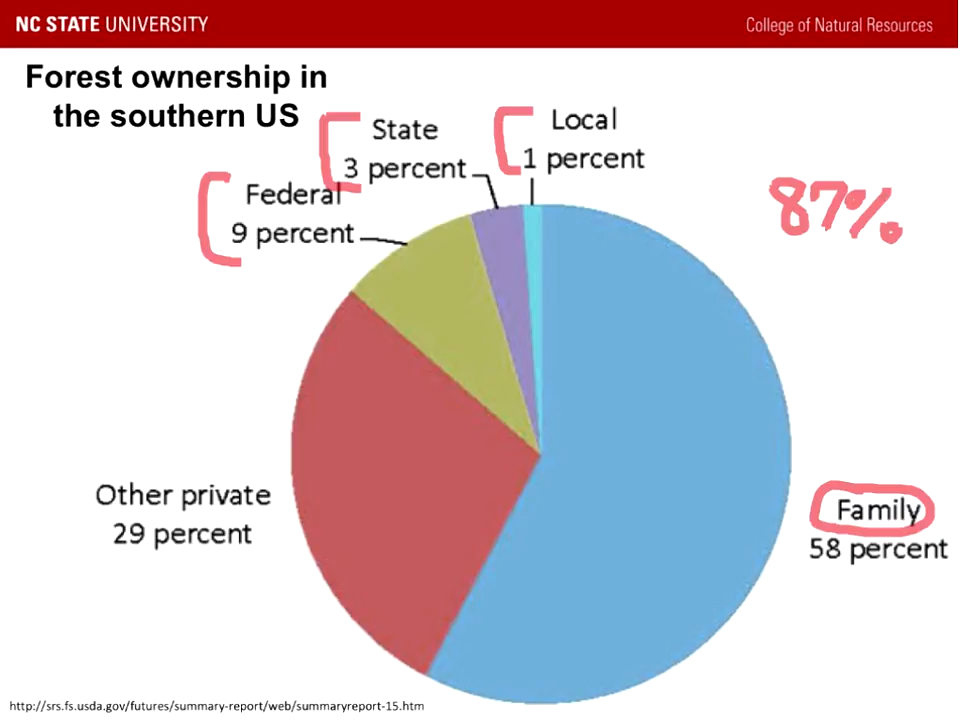 NC STATE UNIVERSITY
College of Natural Resources
Forest ownership in
the southern US
State
3 percent
Local
1 percent
Federal
9 percent
87%
Other private
29 percent
Family
58 percent
http://srs.fs.usda.gov/futures/summary-report/web/summaryreport-15.htm